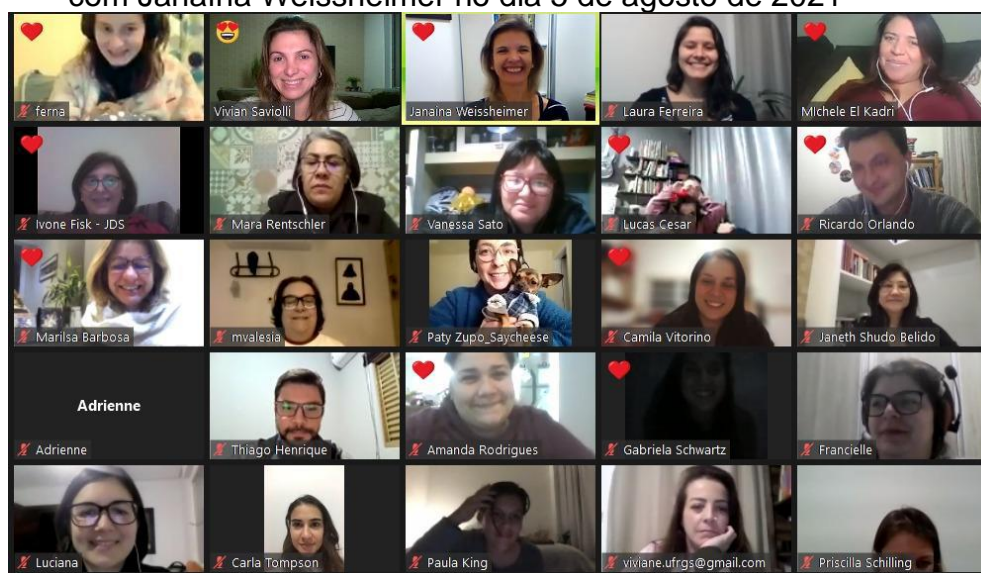 com Janaina Weissheimer no dia 5 de agosto de 2021
ferna
Vivian Saviolli
Janaina Weissheimer
Laura Ferreira
MIchele El Kadri
Ivone Fisk - JDS
Mara Rentschler
Vanessa Sato
Lucas Cesar
Ricardo Orlando
Marilsa Barbosa
mvalesia
Paty Zupo_Saycheese
Camila Vitorino
Janeth Shudo Belido
Adrienne
Adrienne
Thiago Henrique
Amanda Rodrigues
Gabriela Schwartz
Francielle
Luciana
Carla Tompson
Paula King
viviane.ufrgs@gmail.com
Priscilla Schilling